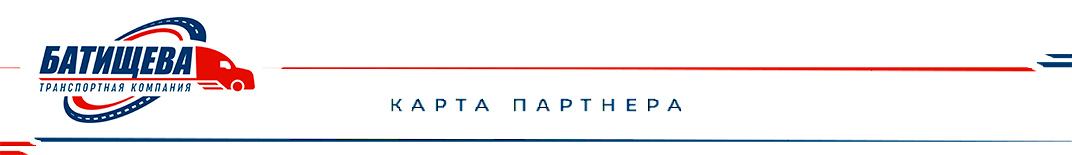 БАТИЩЕВА
ТРАНСПОРТНАЯ КОМПАНИЯ
КАРТА ПАРТНЕРА